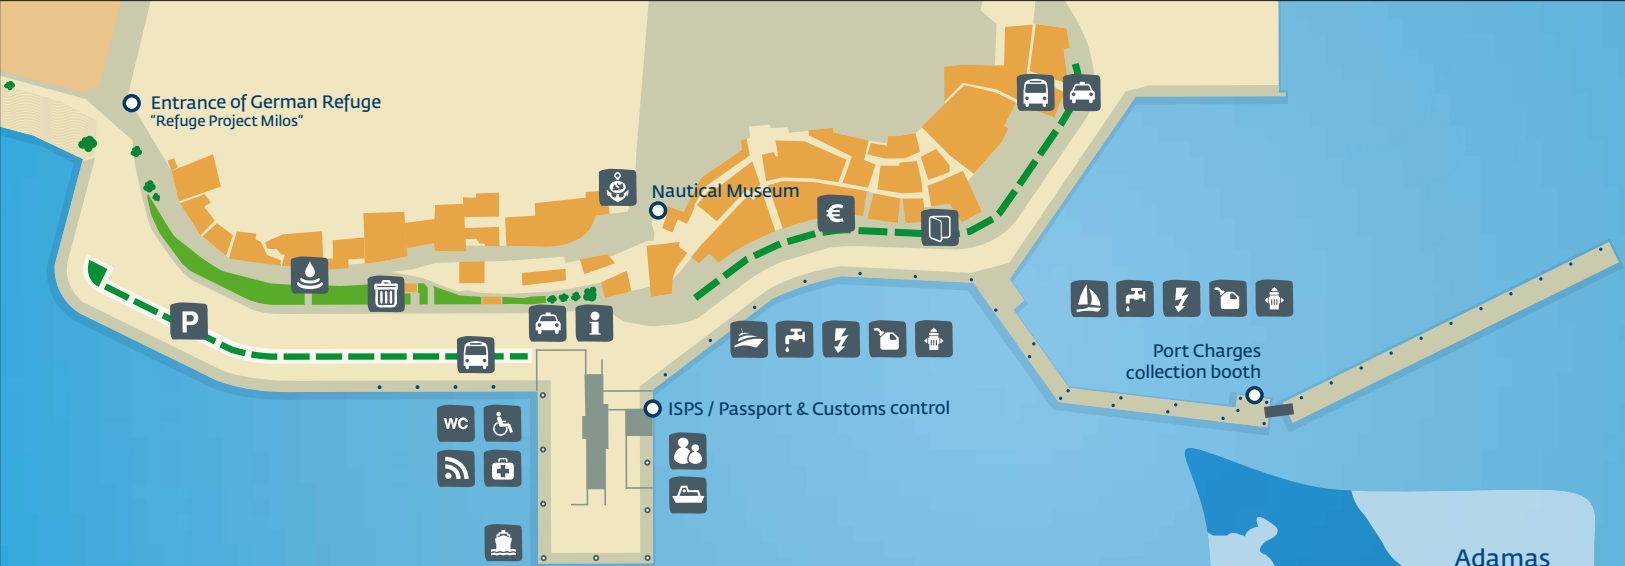 Entrance of German Refuge
“Refuge Project Milos”
Nautical Museum
€
P
i
Port Charges
collection booth
ISPS / Passport & Customs control
WC
Adamas